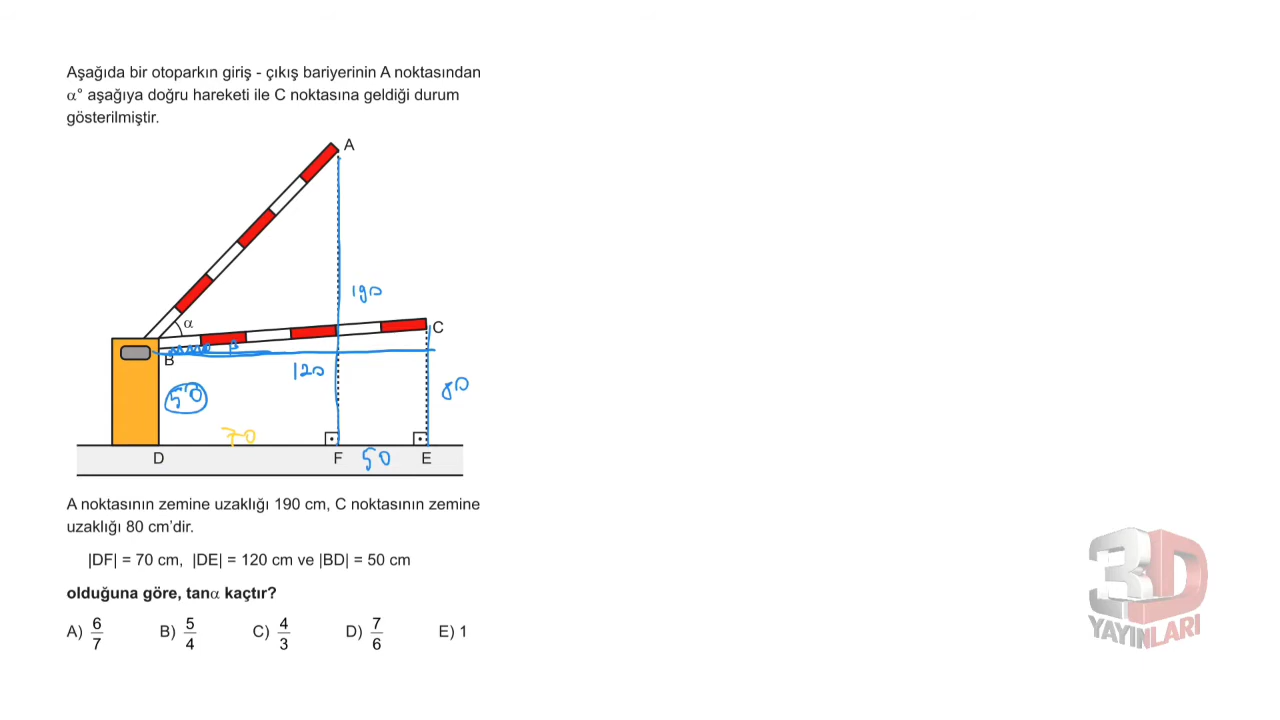 Aşağıda bir otoparkın giriş - çıkış bariyerinin A noktasından
α° aşağıya doğru hareketi ile C noktasına geldiği durum
gösterilmiştir.
A
190
α
C
B
β
120
80
50
70
D
F
50
E
A noktasının zemine uzaklığı 190 cm, C noktasının zemine
uzaklığı 80 cm'dir.
|DF| = 70 cm, |DE| = 120 cm ve |BD| = 50 cm
olduğuna göre, tanα kaçtır?
A) 6/7 B) 5/4 C) 4/3 D) 7/6 E) 1
3D
YAYINLARI